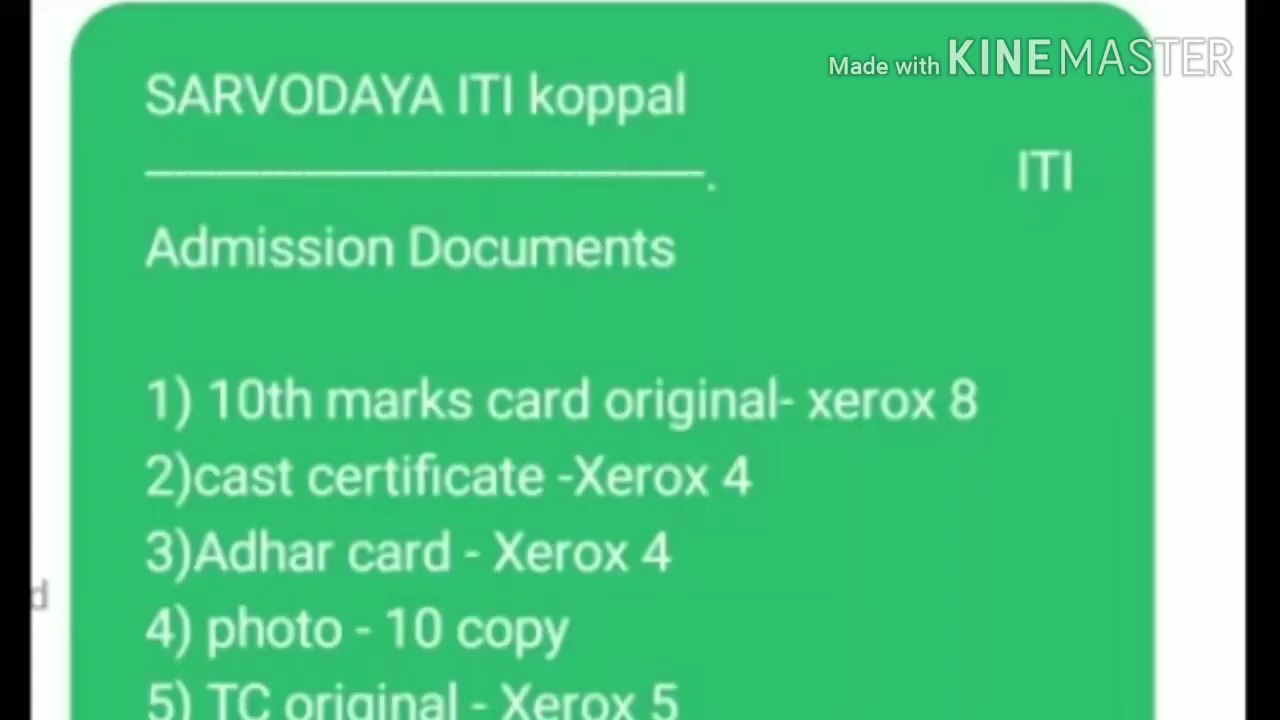 Made with KINEMASTER
SARVODAYA ITI koppal
------------------------------------. ITI
Admission Documents
1) 10th marks card original- xerox 8
2)cast certificate -Xerox 4
3)Adhar card - Xerox 4
d
4) photo - 10 copy
5) TC original - Xerox 5